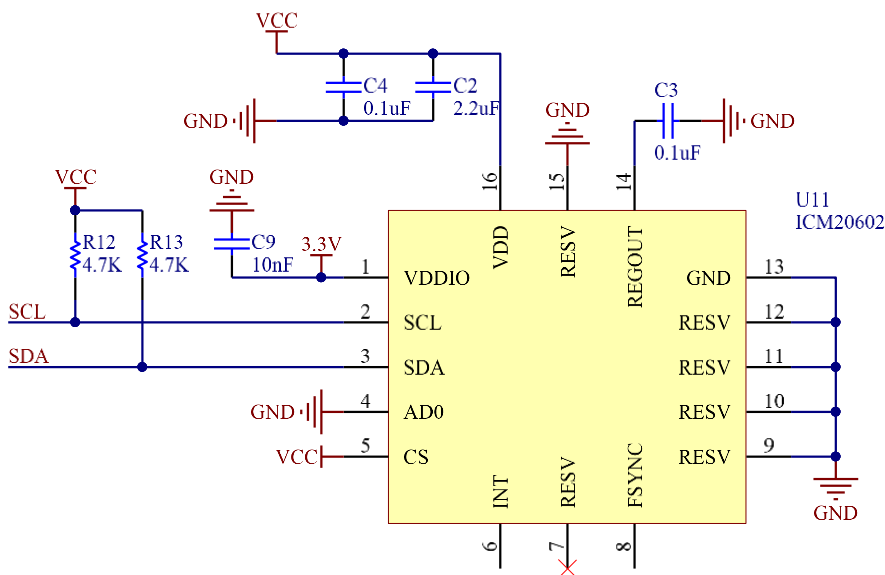 VCC
C4
0.1uF
C2
2.2uF
GND
C3
0.1uF
GND
GND
16
15
14
U11
ICM20602
VCC
R12
4.7K
R13
4.7K
GND
C9
10nF
3.3V
VDD
RESV
REGOUT
1
VDDIO
GND
13
SCL
2
SCL
RESV
12
SDA
3
SDA
RESV
11
GND
4
AD0
RESV
10
VCC
5
CS
RESV
9
INT
RESV
FSYNC
6
7
8
GND